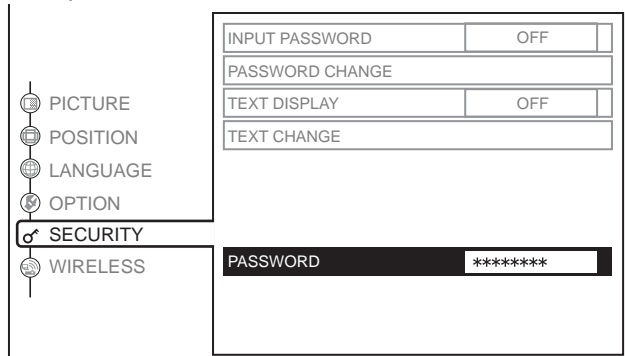 INPUT PASSWORD OFF
PASSWORD CHANGE
TEXT DISPLAY OFF
TEXT CHANGE
PICTURE
POSITION
LANGUAGE
OPTION
SECURITY
WIRELESS
PASSWORD ********